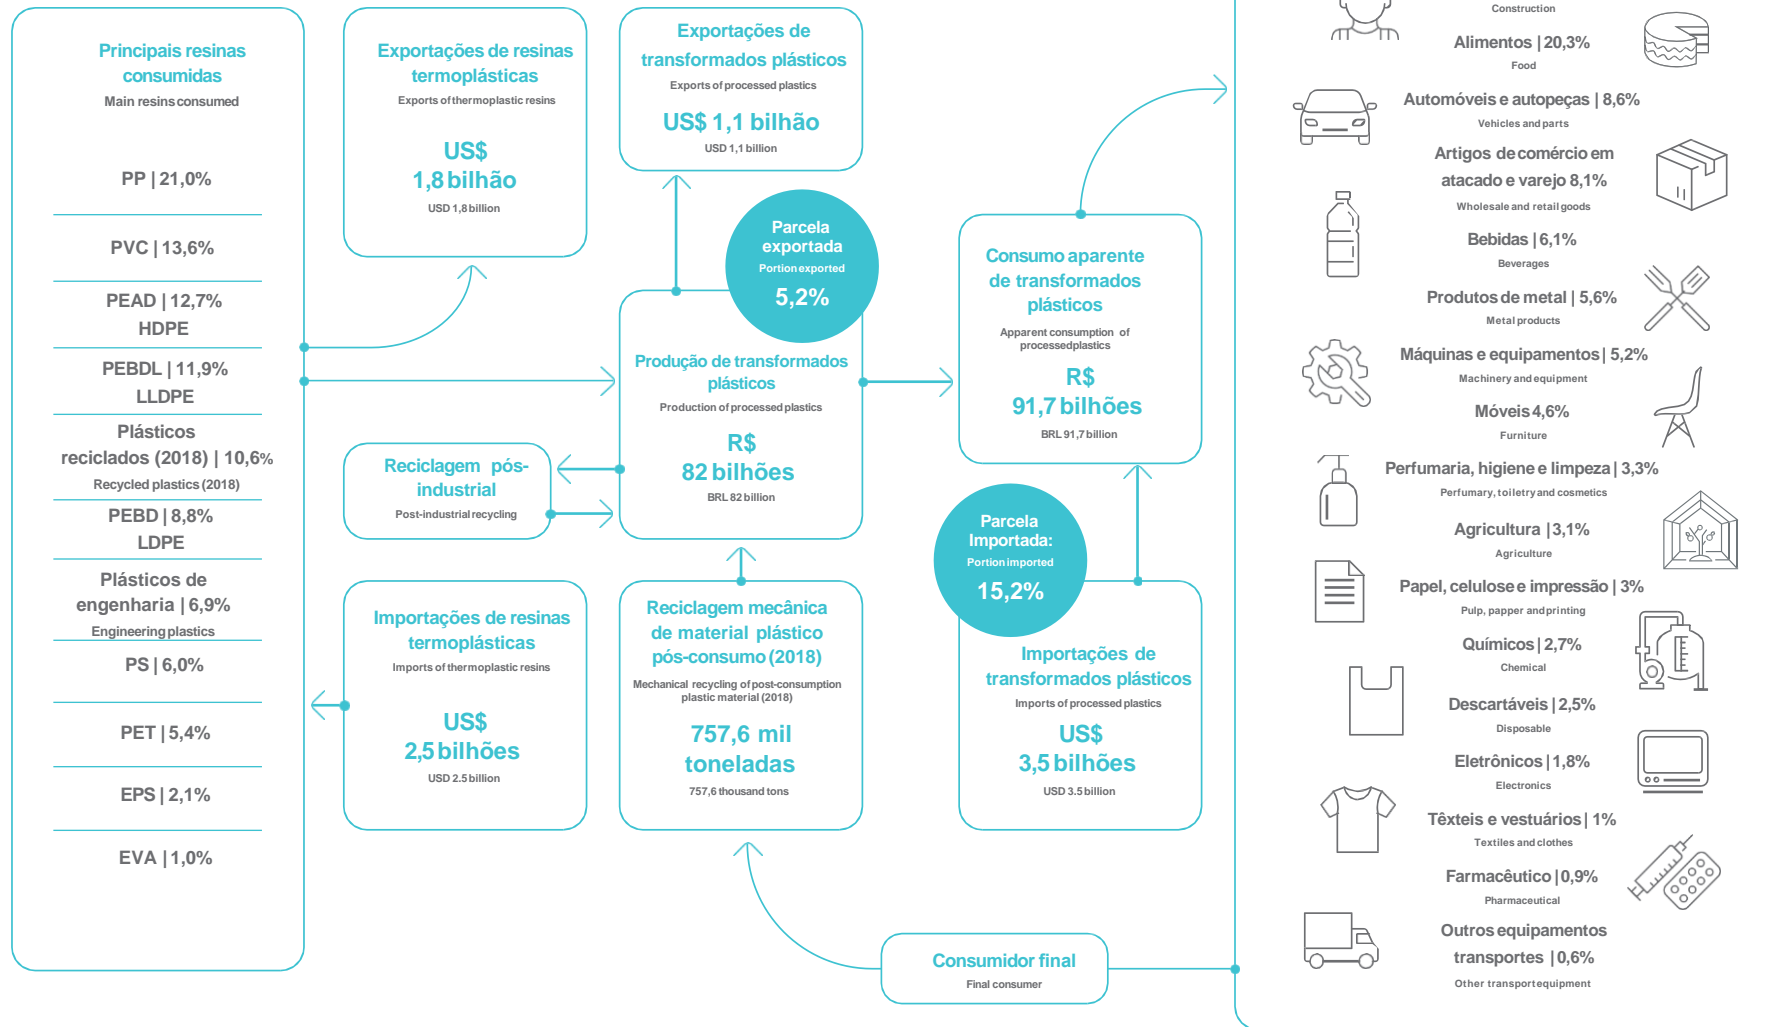 Principais resinas
consumidas
Main resins consumed
PP | 21,0%
PVC | 13,6%
PEAD | 12,7%
HDPE
PEBDL | 11,9%
LLDPE
Plásticos
reciclados (2018) | 10,6%
Recycled plastics (2018)
PEBD | 8,8%
LDPE
Plásticos de
engenharia | 6,9%
Engineering plastics
PS | 6,0%
PET | 5,4%
EPS | 2,1%
EVA | 1,0%
Exportações de resinas
termoplásticas
Exports of thermoplastic resins
US$
1,8 bilhão
USD 1,8 billion
Exportações de
transformados plásticos
Exports of processed plastics
US$ 1,1 bilhão
USD 1,1 billion
Parcela
exportada
Portion exported
5,2%
Produção de transformados
plásticos
Production of processed plastics
R$
82 bilhões
BRL 82 billion
Reciclagem pós-
industrial
Post-industrial recycling
Importações de resinas
termoplásticas
Imports of thermoplastic resins
US$
2,5 bilhões
USD 2.5 billion
Reciclagem mecânica
de material plástico
pós-consumo (2018)
Mechanical recycling of post-consumption
plastic material (2018)
757,6 mil
toneladas
757,6 thousand tons
Consumo aparente
de transformados
plásticos
Apparent consumption of
processedplastics
R$
91,7 bilhões
BRL 91,7 billion
Parcela
Importada:
Portion imported
15,2%
Importações de
transformados plásticos
Imports of processed plastics
US$
3,5 bilhões
USD 3.5 billion
Consumidor final
Final consumer
Construction
Alimentos | 20,3%
Food
Automóveis e autopeças | 8,6%
Vehicles and parts
Artigos de comércio em
atacado e varejo 8,1%
Wholesale and retail goods
Bebidas | 6,1%
Beverages
Produtos de metal | 5,6%
Metal products
Máquinas e equipamentos | 5,2%
Machinery and equipment
Móveis 4,6%
Furniture
Perfumaria, higiene e limpeza | 3,3%
Perfumary, toiletry and cosmetics
Agricultura | 3,1%
Agriculture
Papel, celulose e impressão | 3%
Pulp, papper and printing
Químicos | 2,7%
Chemical
Descartáveis | 2,5%
Disposable
Eletrônicos | 1,8%
Electronics
Têxteis e vestuários | 1%
Textiles and clothes
Farmacêutico | 0,9%
Pharmaceutical
Outros equipamentos
transportes | 0,6%
Other transport equipment